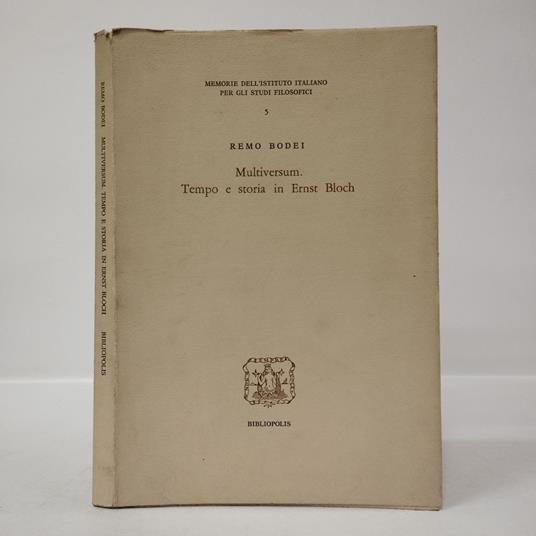 MEMORIE DELL'ISTITUTO ITALIANO
PER GLI STUDI FILOSOFICI
5
REMO BODEI
Multiversum.
Tempo e storia in Ernst Bloch
BIBLIOPOLIS
REMO BODEI MULTIVERSUM. TEMPO E STORIA IN ERNST BLOCH BIBLIOPOLIS